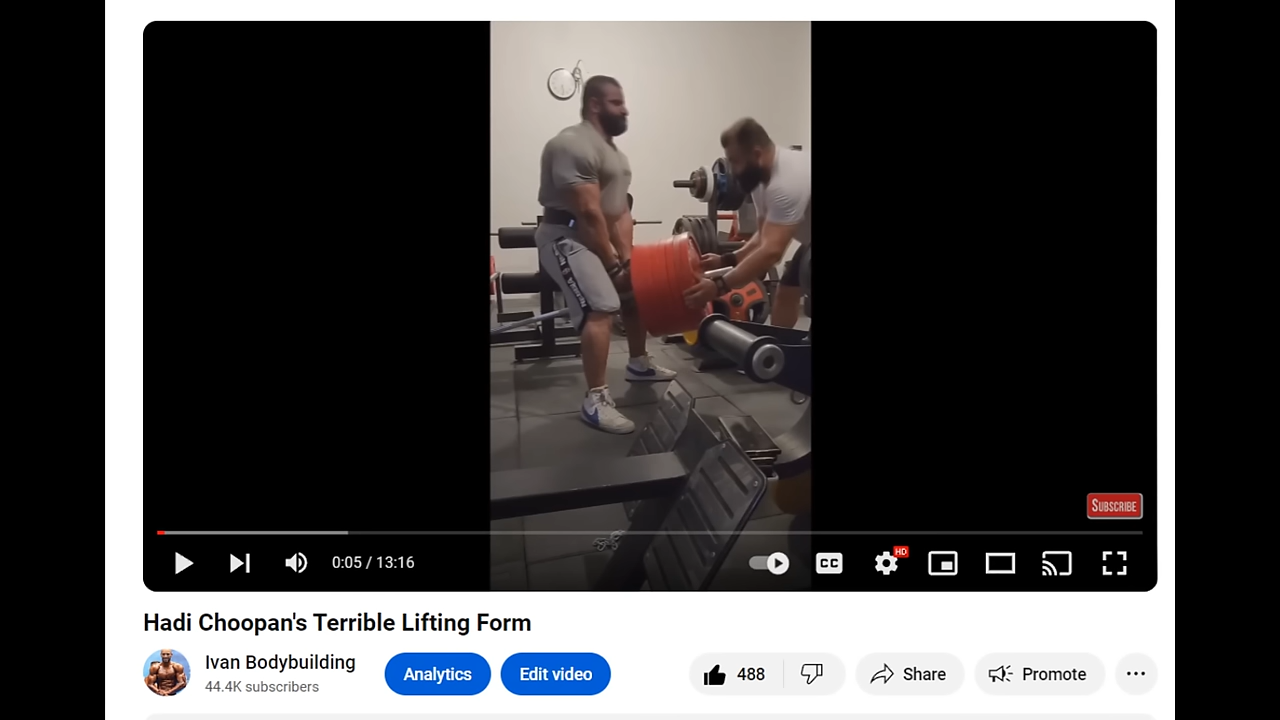 SUBSCRIBE
0:05 / 13:16
CC
HD
Hadi Choopan's Terrible Lifting Form
Ivan Bodybuilding
44.4K subscribers
Analytics
Edit video
488
Share
Promote